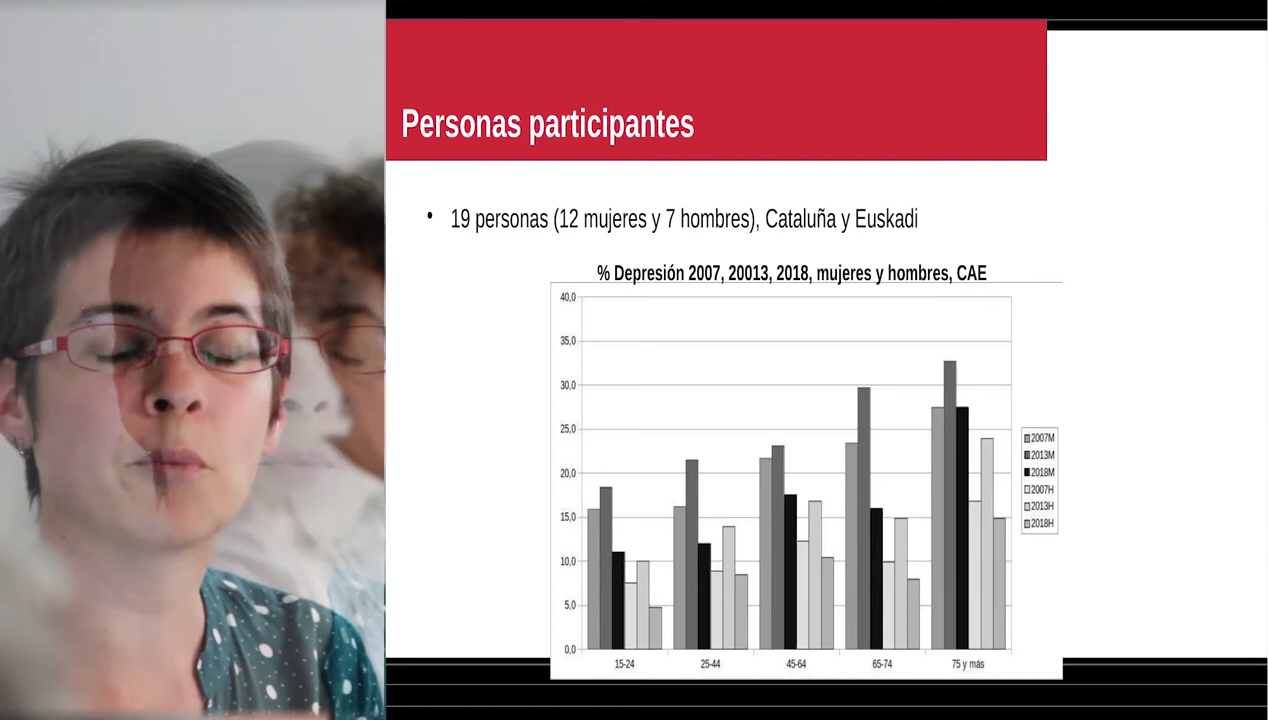 Personas participantes
• 19 personas (12 mujeres y 7 hombres), Cataluña y Euskadi
% Depresión 2007, 20013, 2018, mujeres y hombres, CAE
40,0
35,0
30,0
25,0
20,0
15,0
10,0
5,0
0,0
15-24 25-44 45-64 65-74 75 y más
2007M
2013M
2018M
2007H
2013H
2018H